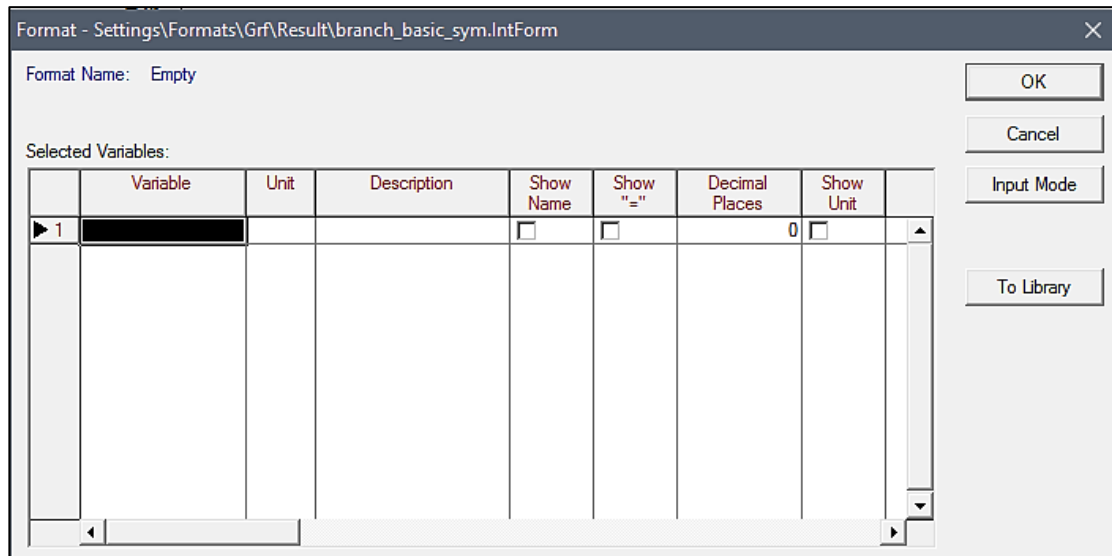 Format - Settings\Formats\Grf\Result\branch_basic_sym.IntForm
Format Name: Empty
OK
Cancel
Selected Variables:
Input Mode
Variable Unit Description Show Name Show "=" Decimal Places Show Unit
1 0
To Library